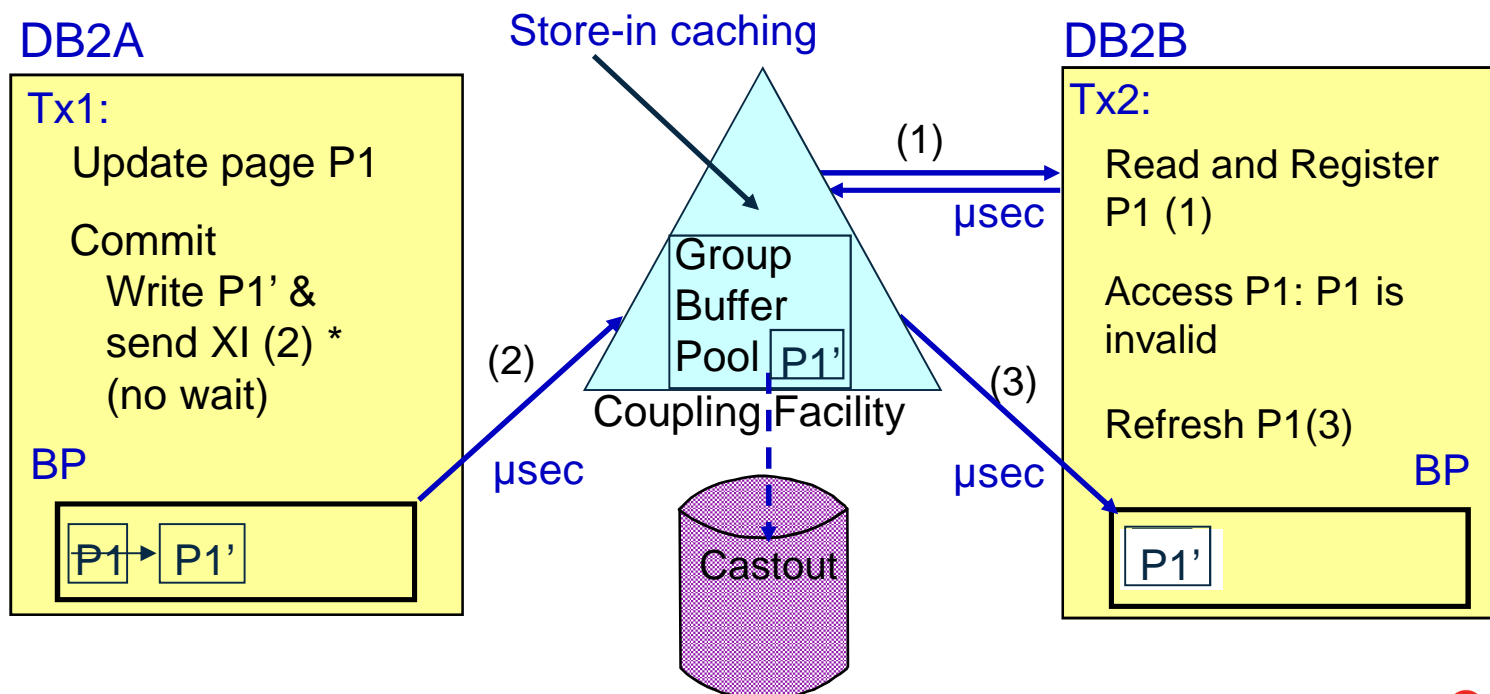 Store-in caching
DB2A
Tx1:
Update page P1
Commit
Write P1’ &
send XI (2) *
(no wait)
BP
P1
P1’
(2)
µsec
Group
Buffer
Pool
P1’
Coupling Facility
Castout
(1)
µsec
(3)
µsec
DB2B
Tx2:
Read and Register
P1 (1)
Access P1: P1 is
invalid
Refresh P1(3)
BP
P1’